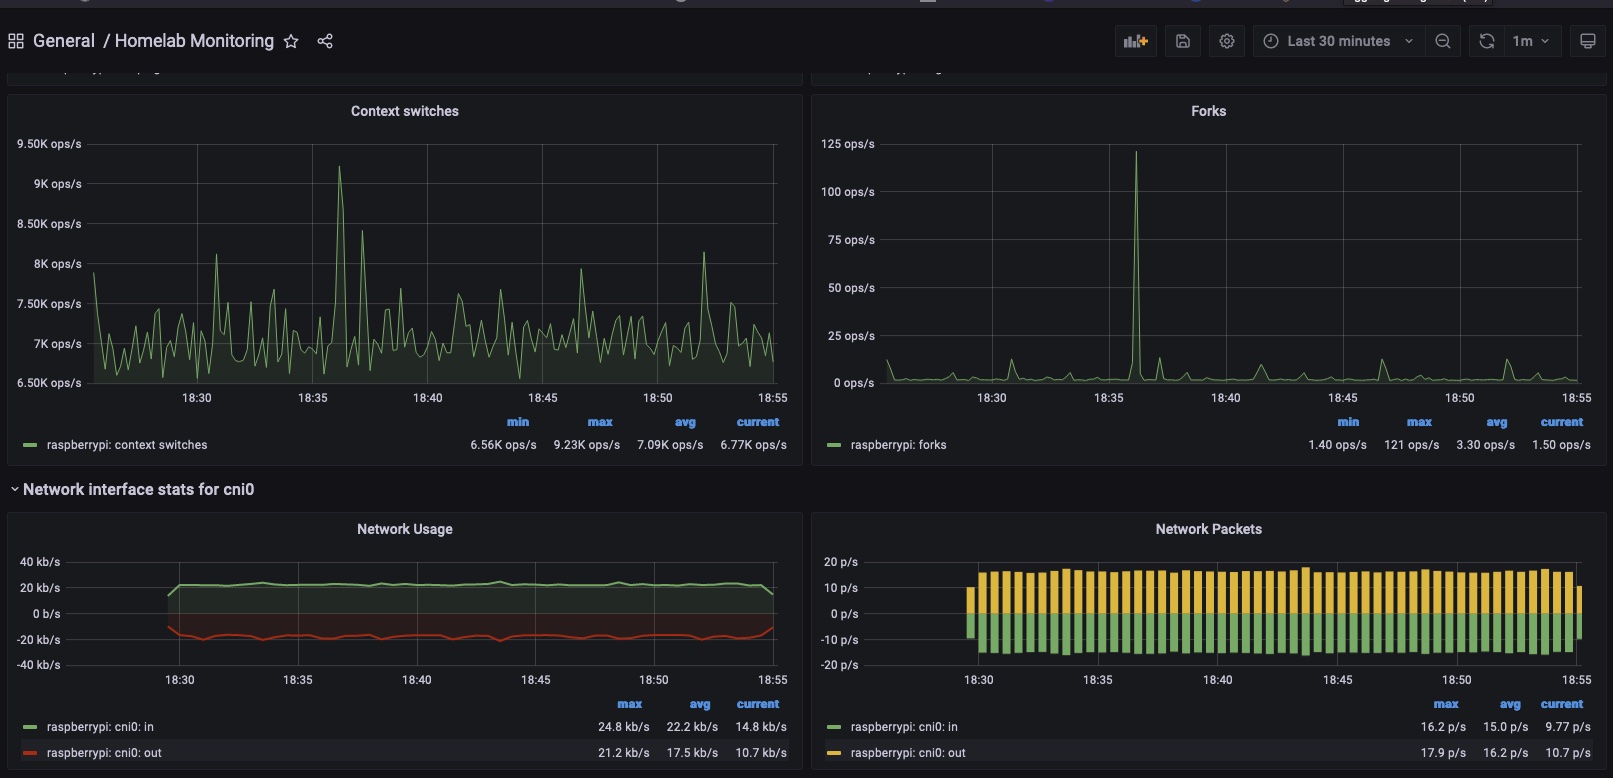 General / Homelab Monitoring
Last 30 minutes
1m
Context switches
9.50K ops/s
9K ops/s
8.50K ops/s
8K ops/s
7.50K ops/s
7K ops/s
6.50K ops/s
18:30 18:35 18:40 18:45 18:50 18:55
min max avg current
raspberrypi: context switches 6.56K ops/s 9.23K ops/s 7.09K ops/s 6.77K ops/s
Forks
125 ops/s
100 ops/s
75 ops/s
50 ops/s
25 ops/s
0 ops/s
18:30 18:35 18:40 18:45 18:50 18:55
min max avg current
raspberrypi: forks 1.40 ops/s 121 ops/s 3.30 ops/s 1.50 ops/s
Network interface stats for cni0
Network Usage
40 kb/s
20 kb/s
0 b/s
-20 kb/s
-40 kb/s
18:30 18:35 18:40 18:45 18:50 18:55
max avg current
raspberrypi: cni0: in 24.8 kb/s 22.2 kb/s 14.8 kb/s
raspberrypi: cni0: out 21.2 kb/s 17.5 kb/s 10.7 kb/s
Network Packets
20 p/s
10 p/s
0 p/s
-10 p/s
-20 p/s
18:30 18:35 18:40 18:45 18:50 18:55
max avg current
raspberrypi: cni0: in 16.2 p/s 15.0 p/s 9.77 p/s
raspberrypi: cni0: out 17.9 p/s 16.2 p/s 10.7 p/s